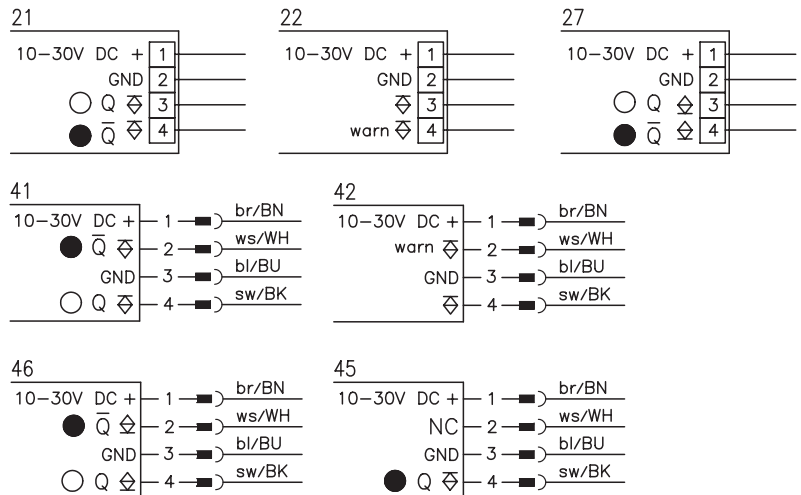 21
10-30V DC + 1
GND 2
Q 3
Q̅ 4
22
10-30V DC + 1
GND 2
3
warn 4
27
10-30V DC + 1
GND 2
Q 3
Q̅ 4
41
10-30V DC + 1 br/BN
Q̅ 2 ws/WH
GND 3 bl/BU
Q 4 sw/BK
42
10-30V DC + 1 br/BN
warn 2 ws/WH
GND 3 bl/BU
4 sw/BK
46
10-30V DC + 1 br/BN
Q̅ 2 ws/WH
GND 3 bl/BU
Q 4 sw/BK
45
10-30V DC + 1 br/BN
NC 2 ws/WH
GND 3 bl/BU
Q 4 sw/BK